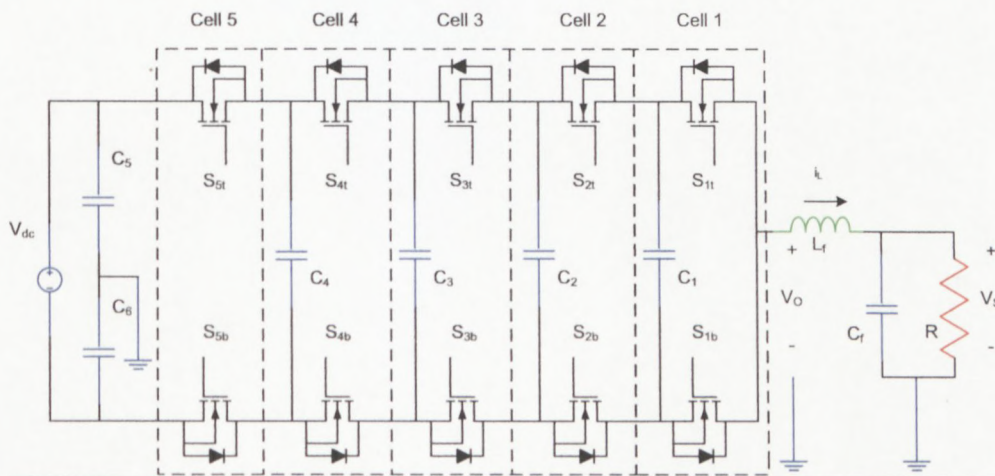 Cell 5 Cell 4 Cell 3 Cell 2 Cell 1
C5
S5t S4t S3t S2t S1t
iL
Vdc
Lf
C4 C3 C2 C1
C6
VO
Cf
R
S5b S4b S3b S2b S1b